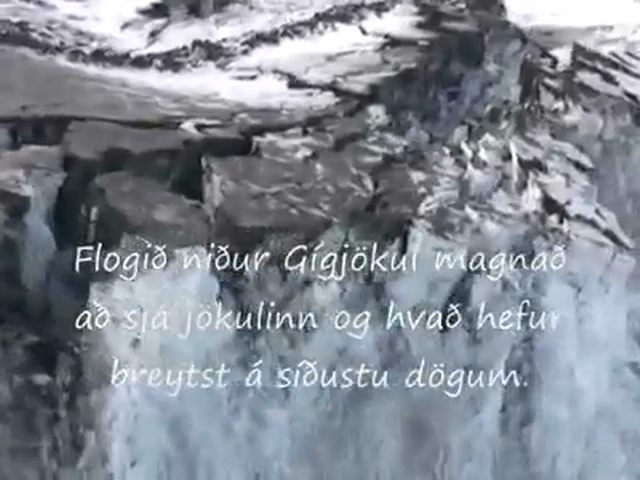 Flogið niður Gígjökul magnað
að sjá jökulinn og hvað hefur
breytst á síðustu dögum.